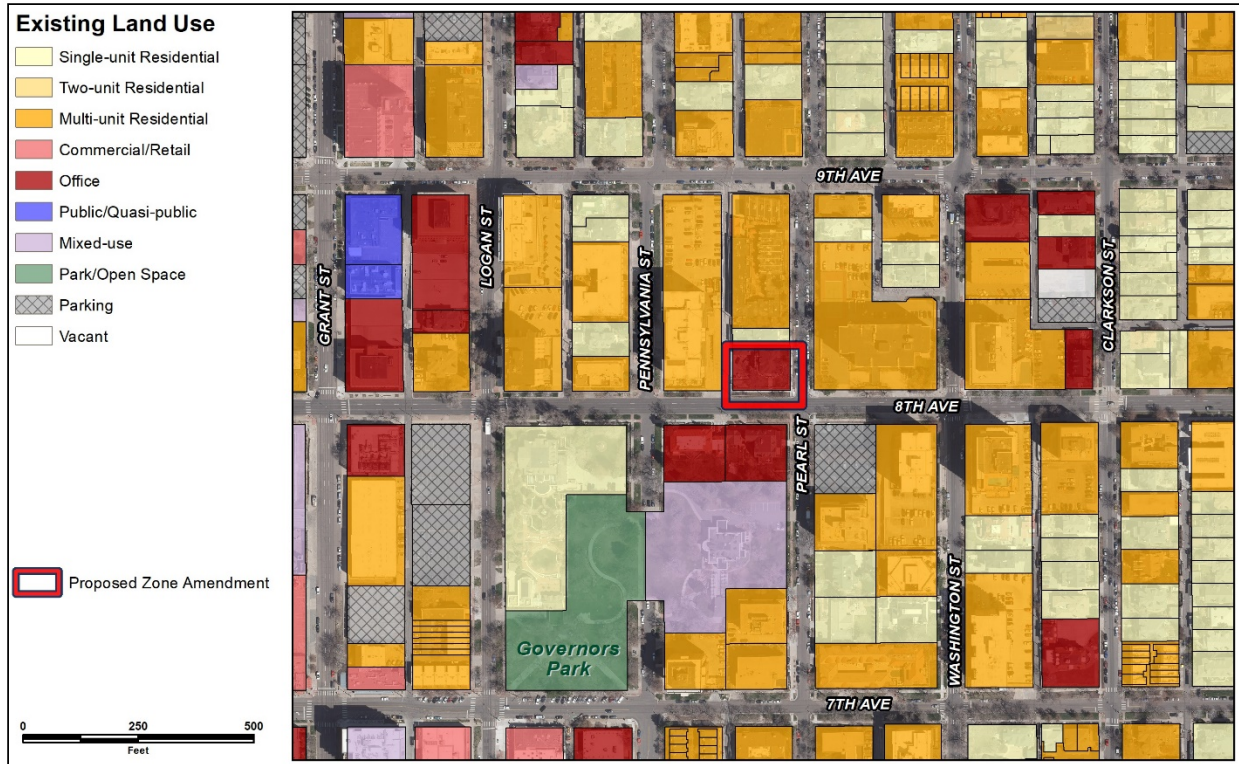 Existing Land Use
Single-unit Residential
Two-unit Residential
Multi-unit Residential
Commercial/Retail
Office
Public/Quasi-public
Mixed-use
Park/Open Space
Parking
Vacant
Proposed Zone Amendment
0 250 500
Feet
9TH AVE
GRANT ST
LOGAN ST
PENNSYLVANIA ST
CLARKSON ST
8TH AVE
PEARL ST
WASHINGTON ST
Governors
Park
7TH AVE